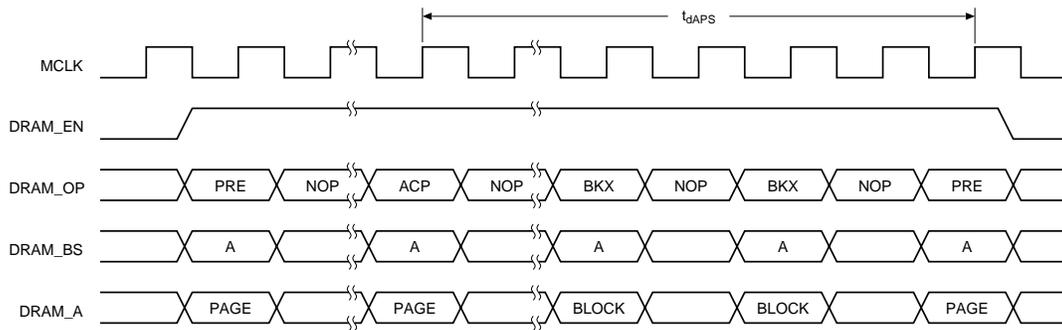 tdAPS
MCLK
DRAM_EN
DRAM_OP PRE NOP ACP NOP BKX NOP BKX NOP PRE
DRAM_BS A A A A A
DRAM_A PAGE PAGE BLOCK BLOCK PAGE